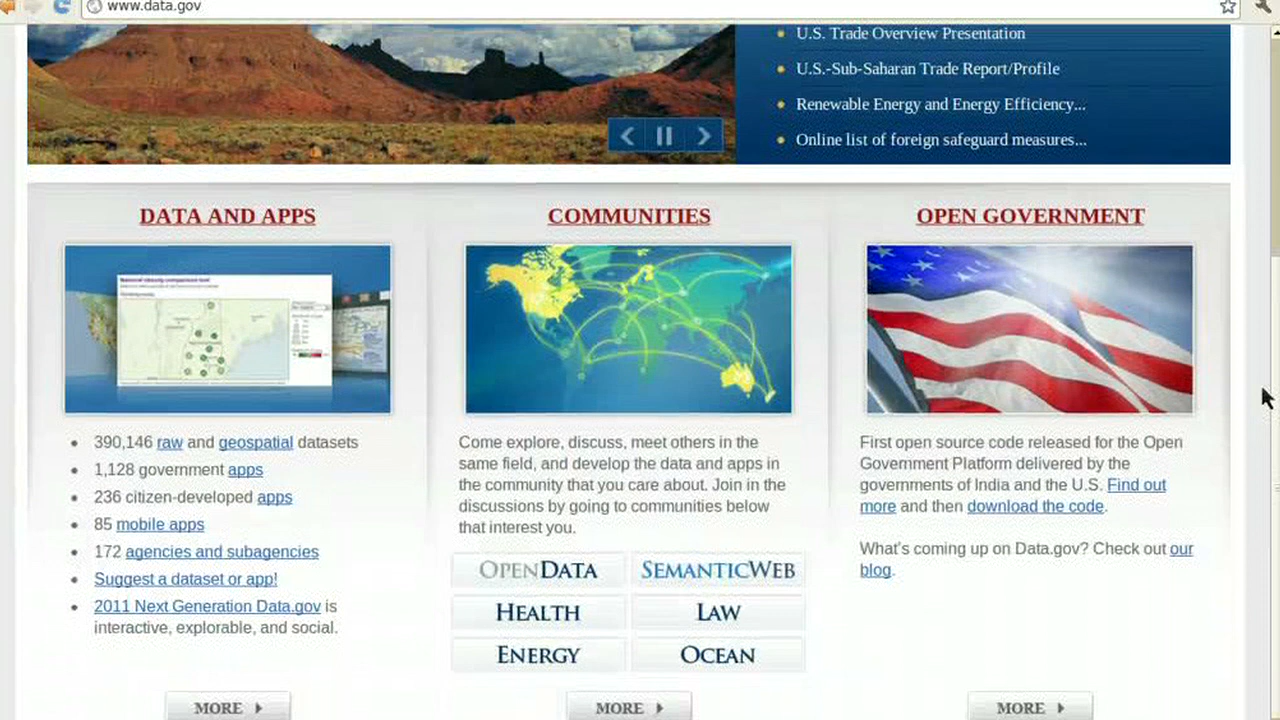 www.data.gov
U.S. Trade Overview Presentation
U.S.-Sub-Saharan Trade Report/Profile
Renewable Energy and Energy Efficiency...
Online list of foreign safeguard measures...
DATA AND APPS
390,146 raw and geospatial datasets
1,128 government apps
236 citizen-developed apps
85 mobile apps
172 agencies and subagencies
Suggest a dataset or app!
2011 Next Generation Data.gov is
interactive, explorable, and social.
MORE
COMMUNITIES
Come explore, discuss, meet others in the
same field, and develop the data and apps in
the community that you care about. Join in the
discussions by going to communities below
that interest you.
OPENDATA
SEMANTICWEB
HEALTH
LAW
ENERGY
OCEAN
MORE
OPEN GOVERNMENT
First open source code released for the Open
Government Platform delivered by the
governments of India and the U.S. Find out
more and then download the code.
What's coming up on Data.gov? Check out our
blog.
MORE